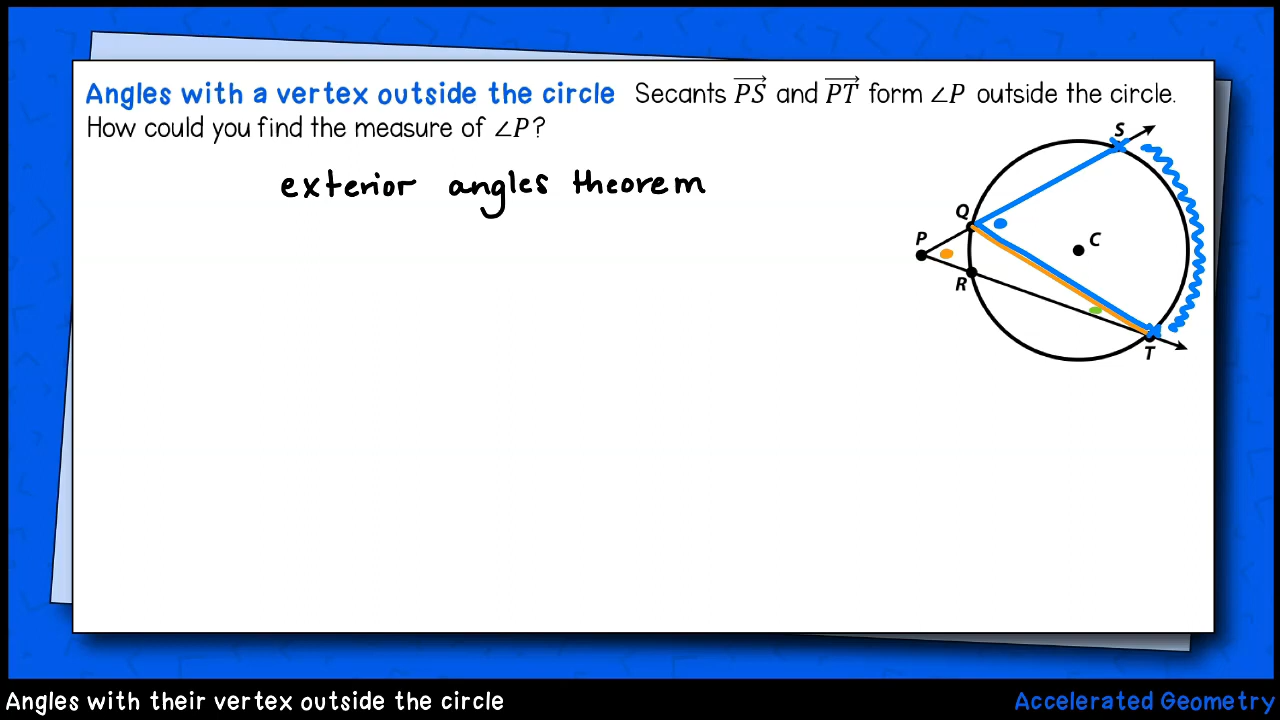 Angles with a vertex outside the circle Secants PS and PT form ∠P outside the circle.
How could you find the measure of ∠P?
exterior angles theorem
S
Q
P
C
R
T
Angles with their vertex outside the circle
Accelerated Geometry